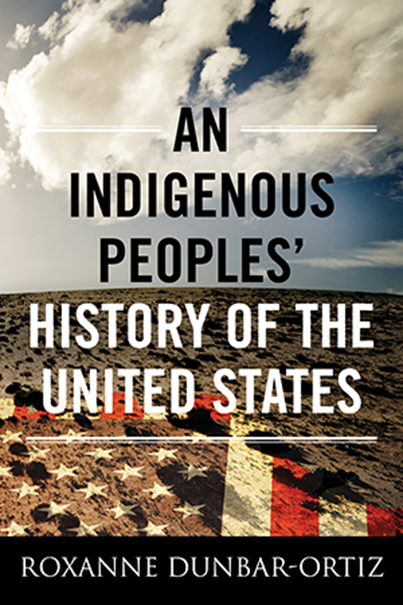 AN
INDIGENOUS
PEOPLES’
HISTORY OF THE
UNITED STATES
ROXANNE DUNBAR-ORTIZ